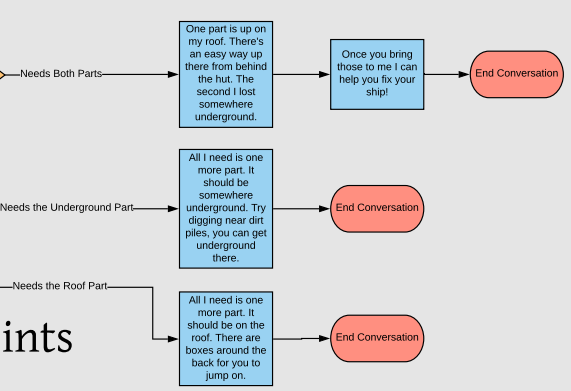 Needs Both Parts
One part is up on
my roof. There's
an easy way up
there from behind
the hut. The
second I lost
somewhere
underground.
Once you bring
those to me I can
help you fix your
ship!
End Conversation
Needs the Underground Part
All I need is one
more part. It
should be
somewhere
underground. Try
digging near dirt
piles, you can get
underground
there.
End Conversation
Needs the Roof Part
All I need is one
more part. It
should be on the
roof. There are
boxes around the
back for you to
jump on.
End Conversation
ints